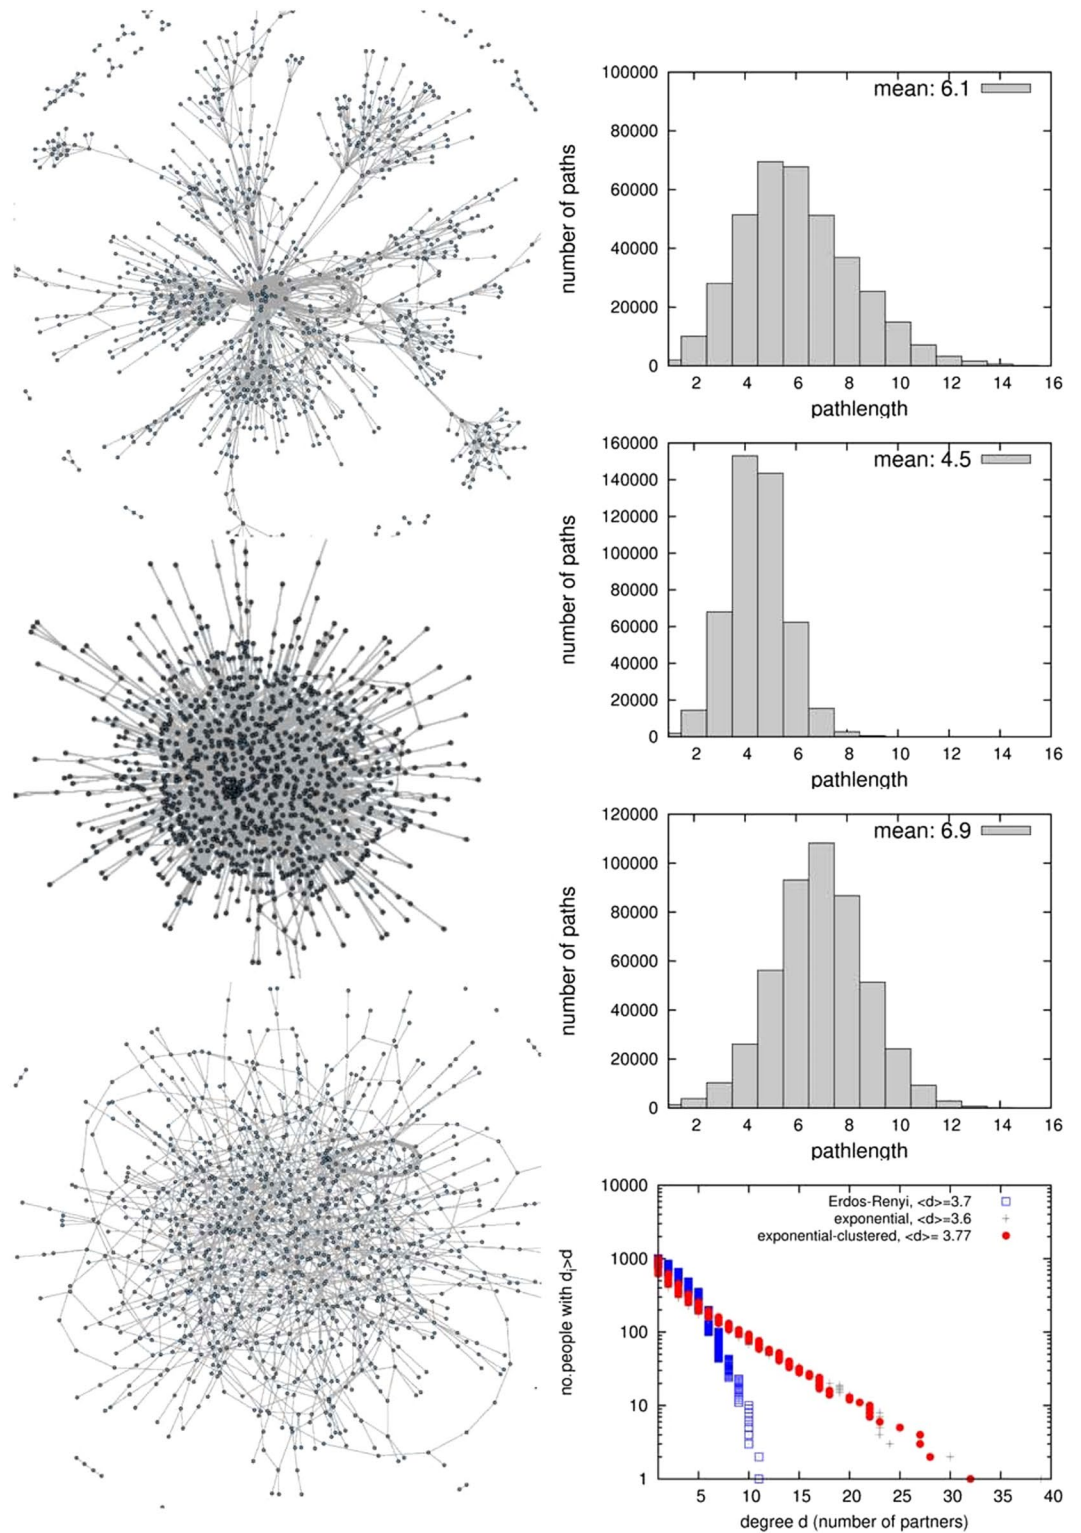 100000
mean: 6.1
80000
60000
40000
20000
0
number of paths
2 4 6 8 10 12 14 16
pathlength
160000
mean: 4.5
140000
120000
100000
80000
60000
40000
20000
0
number of paths
2 4 6 8 10 12 14 16
pathlength
120000
mean: 6.9
100000
80000
60000
40000
20000
0
number of paths
2 4 6 8 10 12 14 16
pathlength
10000
Erdos-Renyi, <d>=3.7
exponential, <d>=3.6
exponential-clustered, <d>= 3.77
1000
100
10
1
no.people with di>d
5 10 15 20 25 30 35 40
degree d (number of partners)